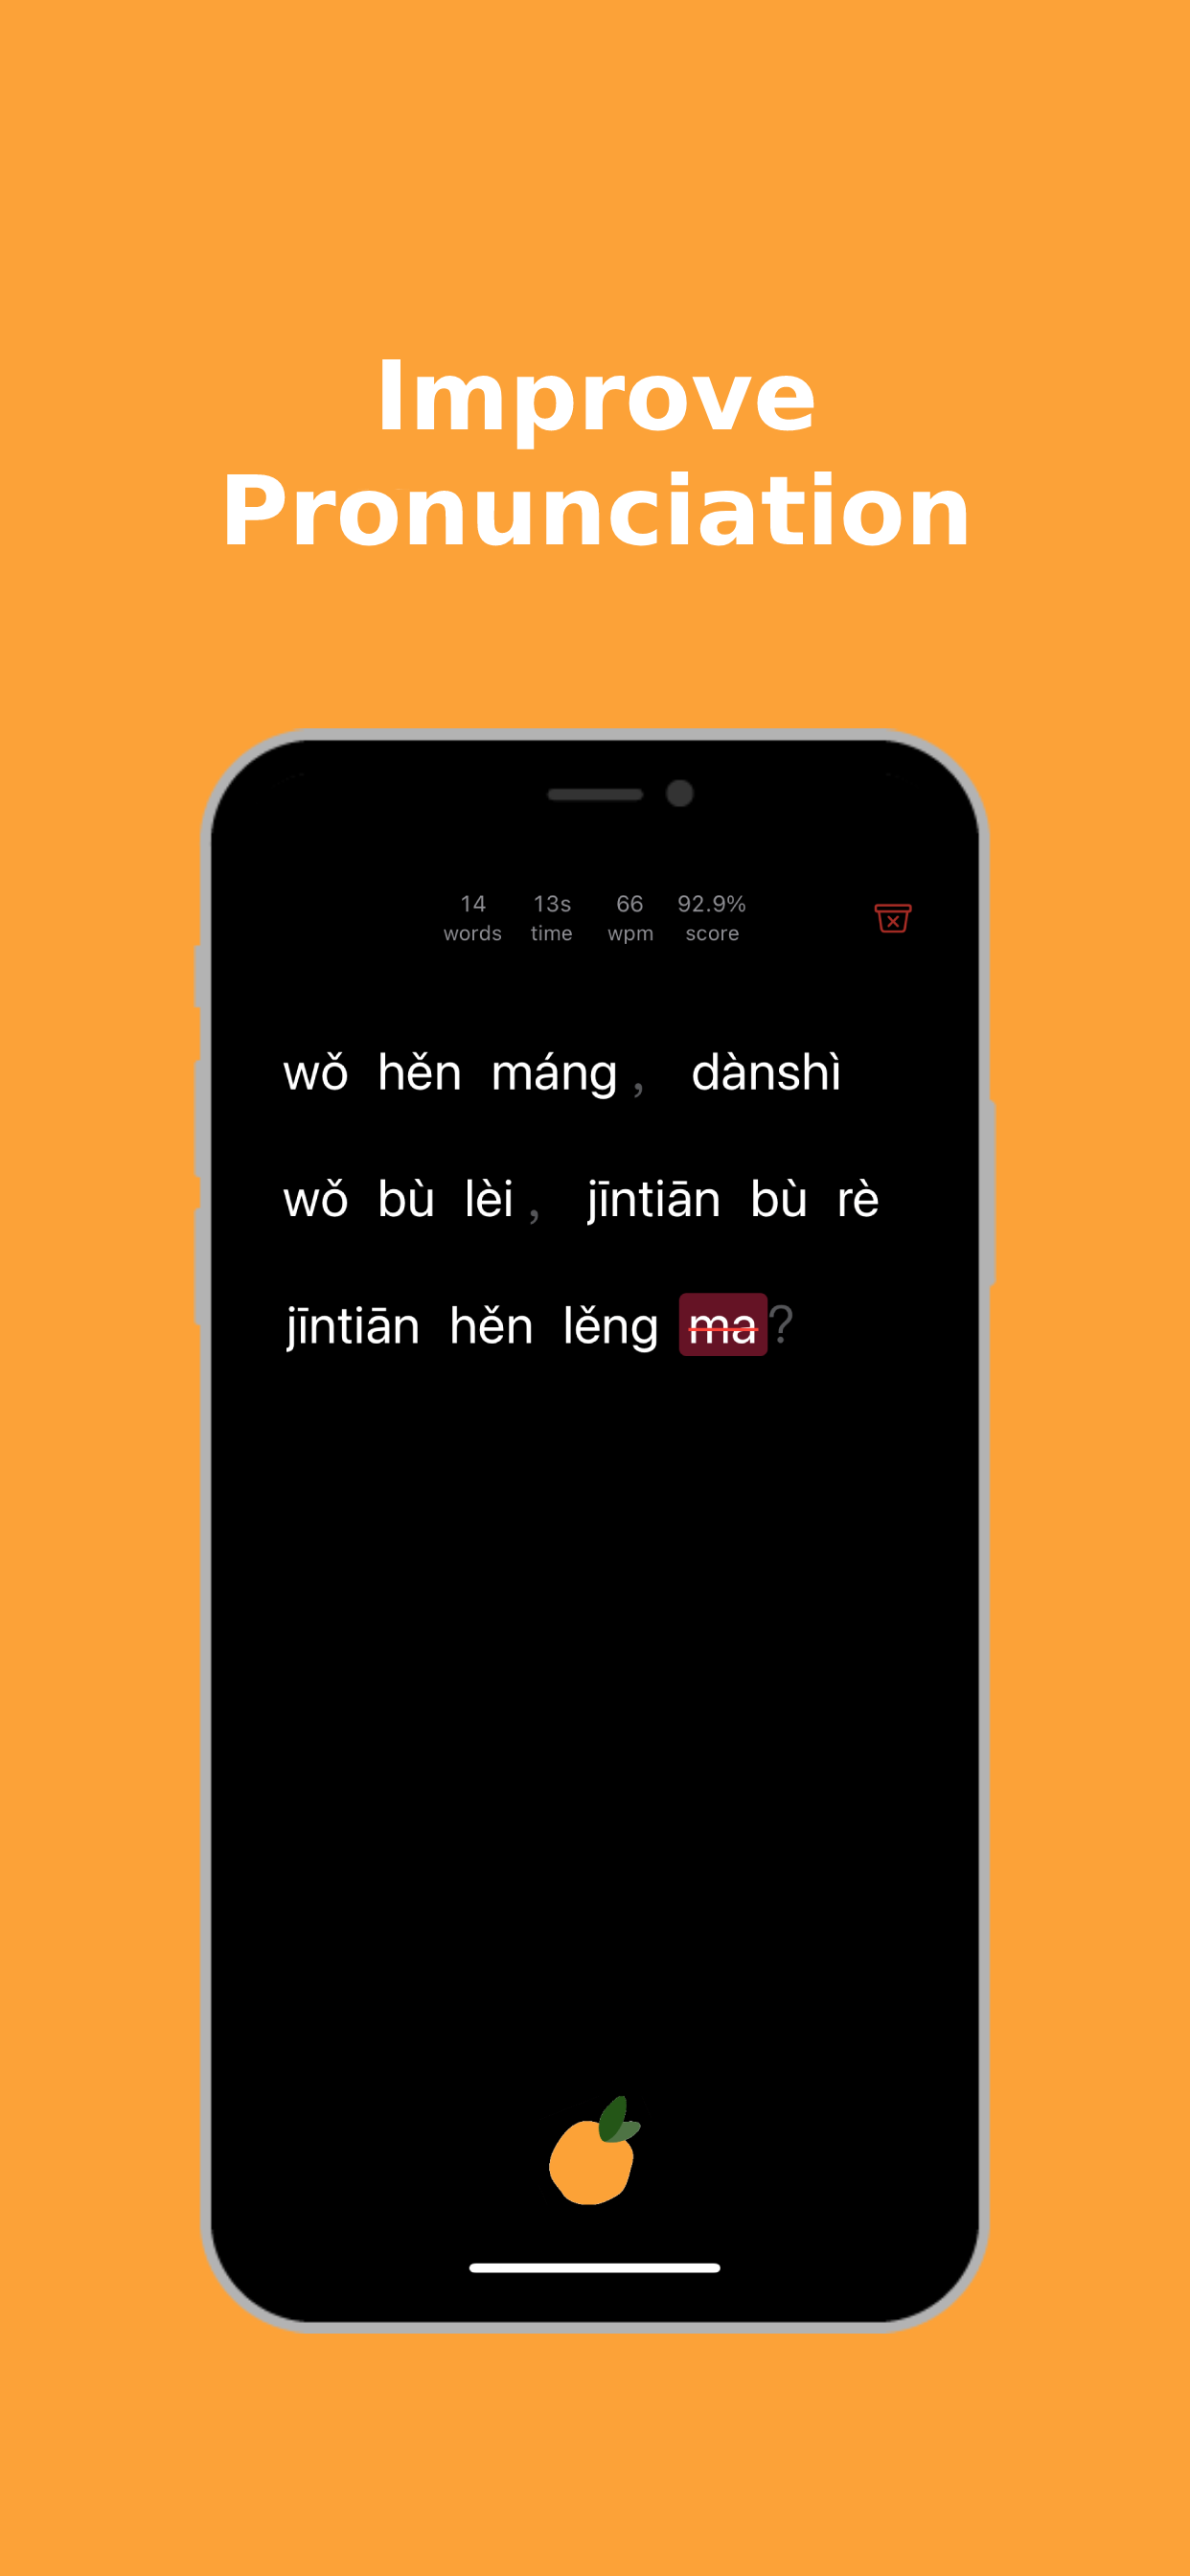 Improve
Pronunciation
14 13s 66 92.9%
words time wpm score
wǒ hěn máng, dànshì
wǒ bù lèi, jīntiān bù rè
jīntiān hěn lěng ma?